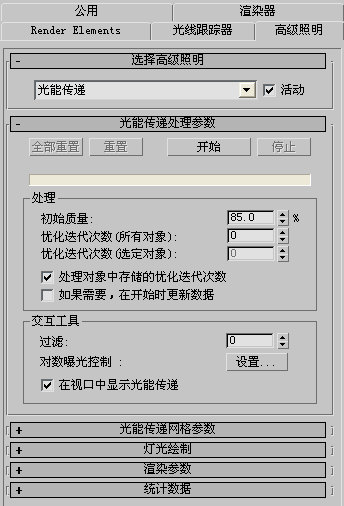 公用 渲染器
Render Elements 光线跟踪器 高级照明
- 选择高级照明
光能传递 活动
- 光能传递处理参数
全部重置 重置 开始 停止
处理
初始质量: 85.0 %
优化迭代次数(所有对象): 0
优化迭代次数(选定对象): 0
处理对象中存储的优化迭代次数
如果需要，在开始时更新数据
交互工具
过滤: 0
对数曝光控制 : 设置...
在视口中显示光能传递
+ 光能传递网格参数
+ 灯光绘制
+ 渲染参数
+ 统计数据